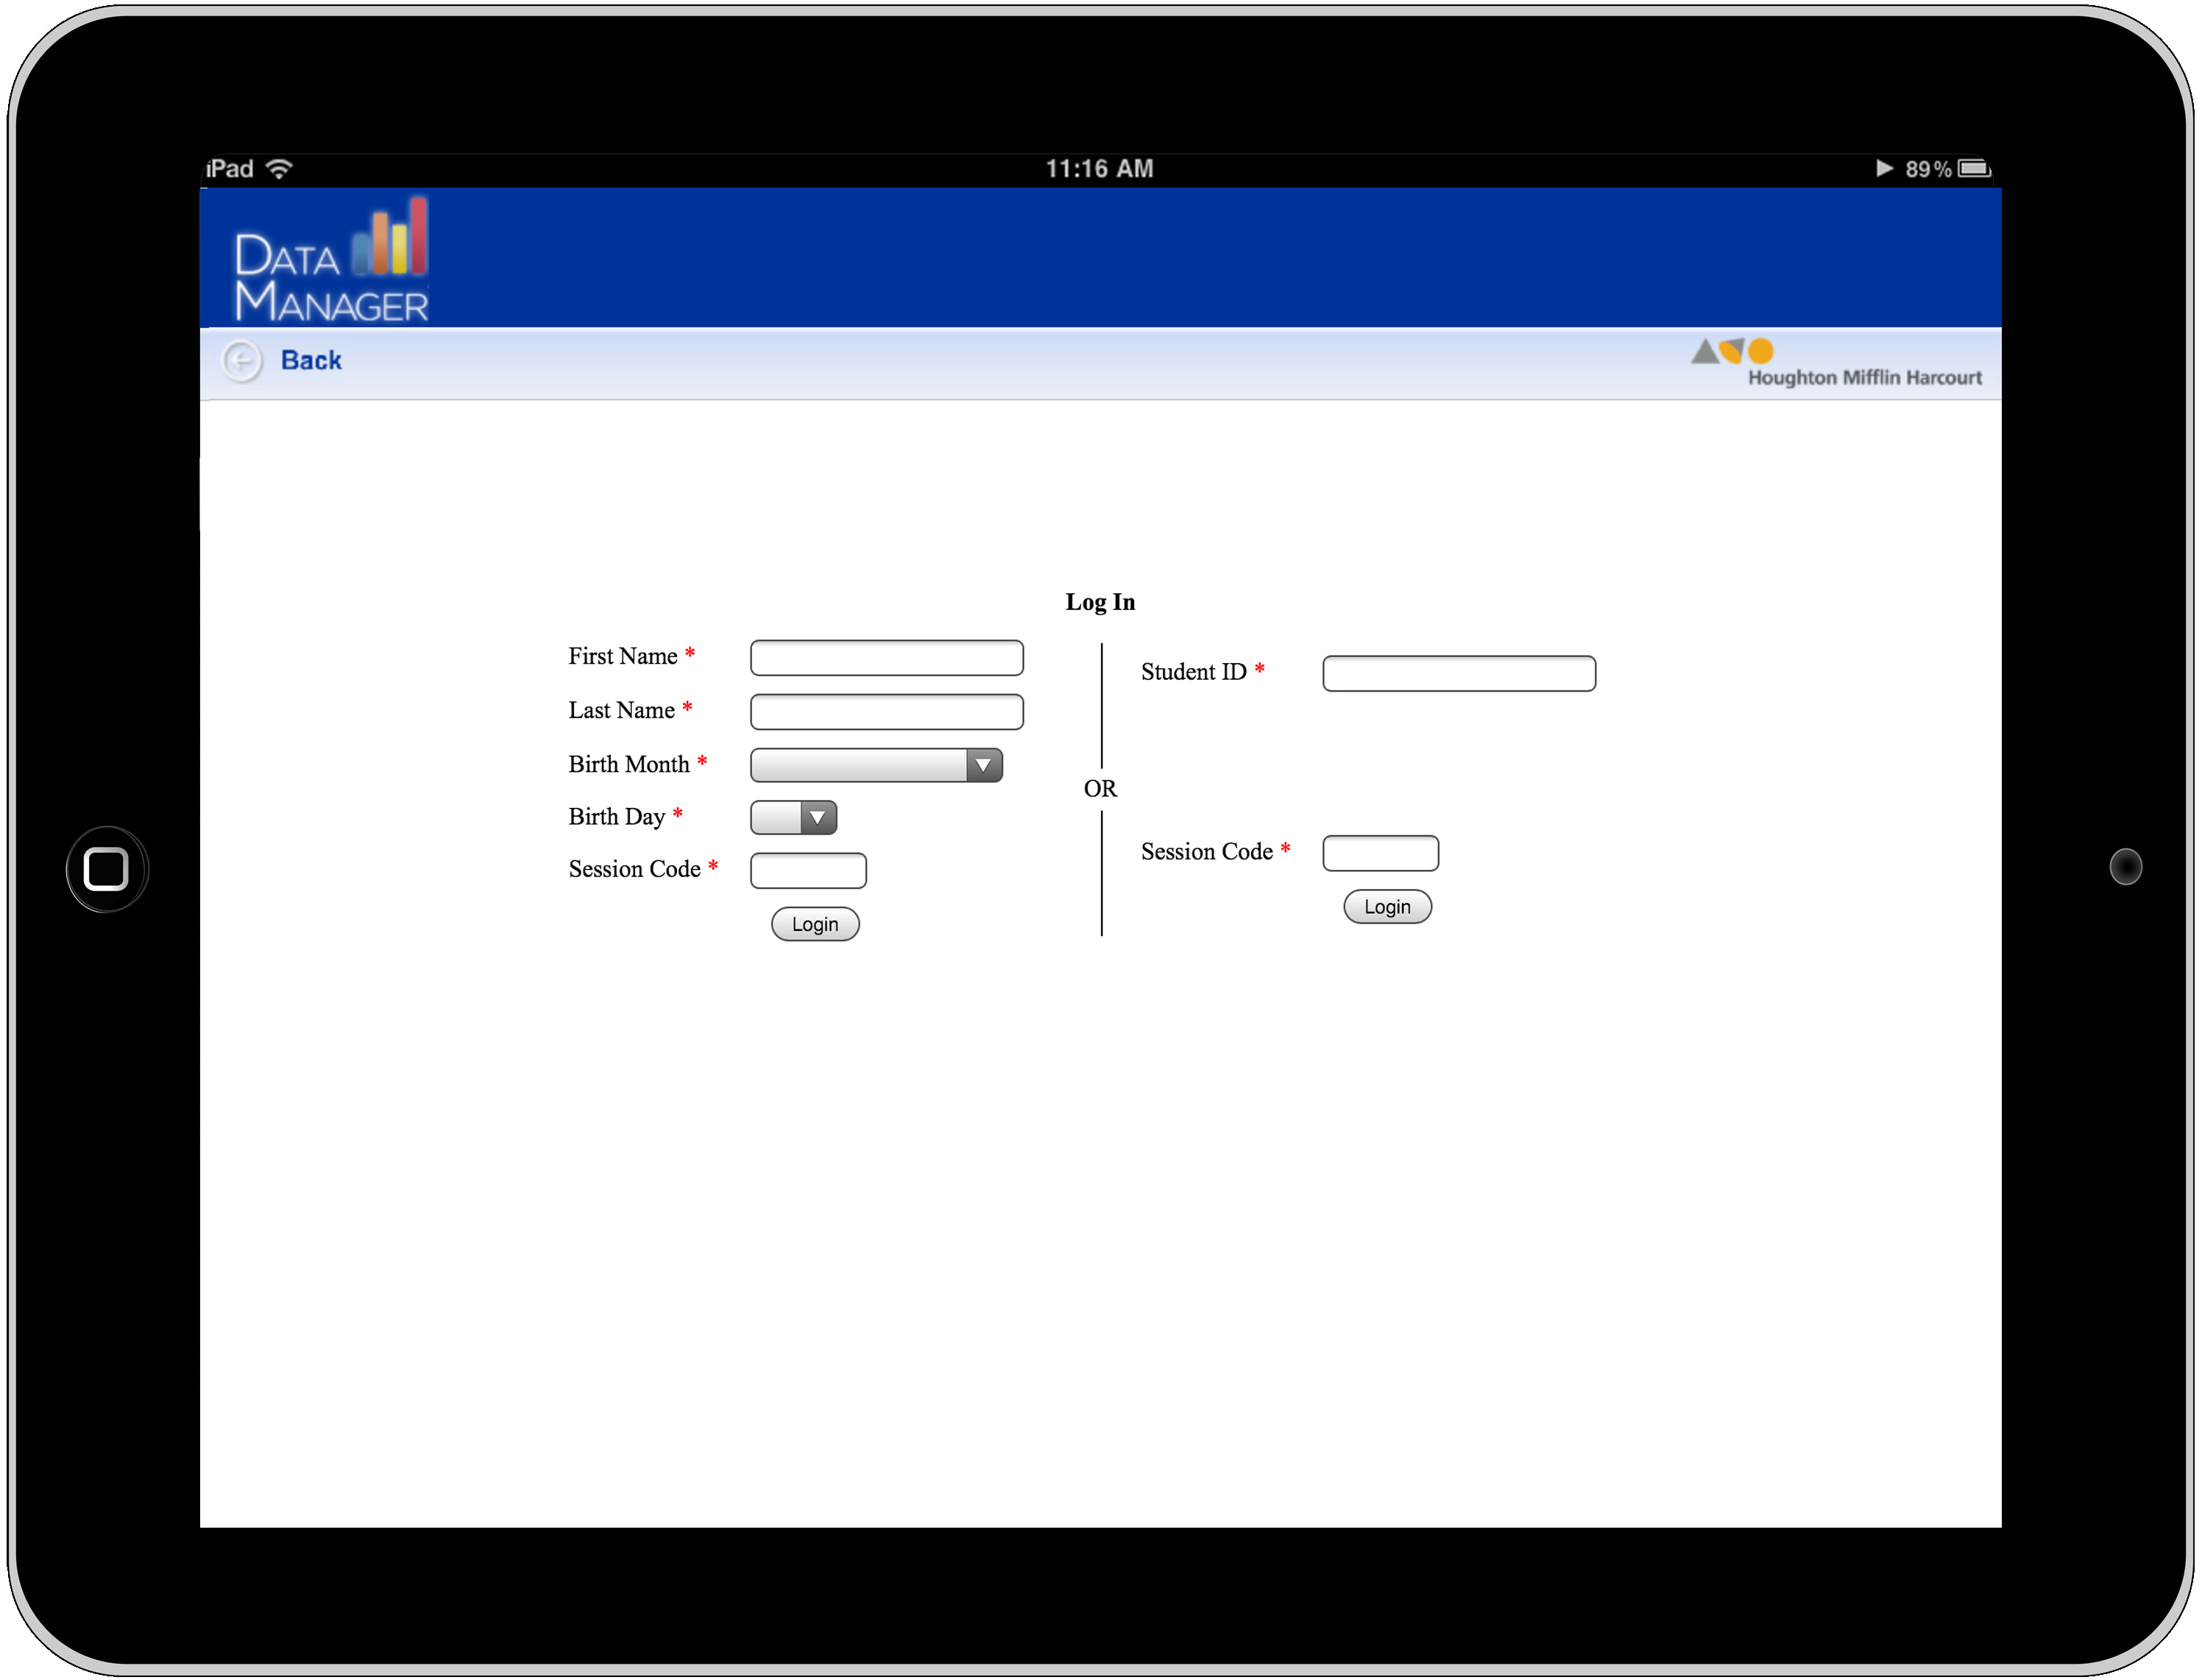 iPad
11:16 AM
89%
DATA
MANAGER
Back
Houghton Mifflin Harcourt
Log In
First Name *
Last Name *
Birth Month *
Birth Day *
Session Code *
Login
OR
Student ID *
Session Code *
Login